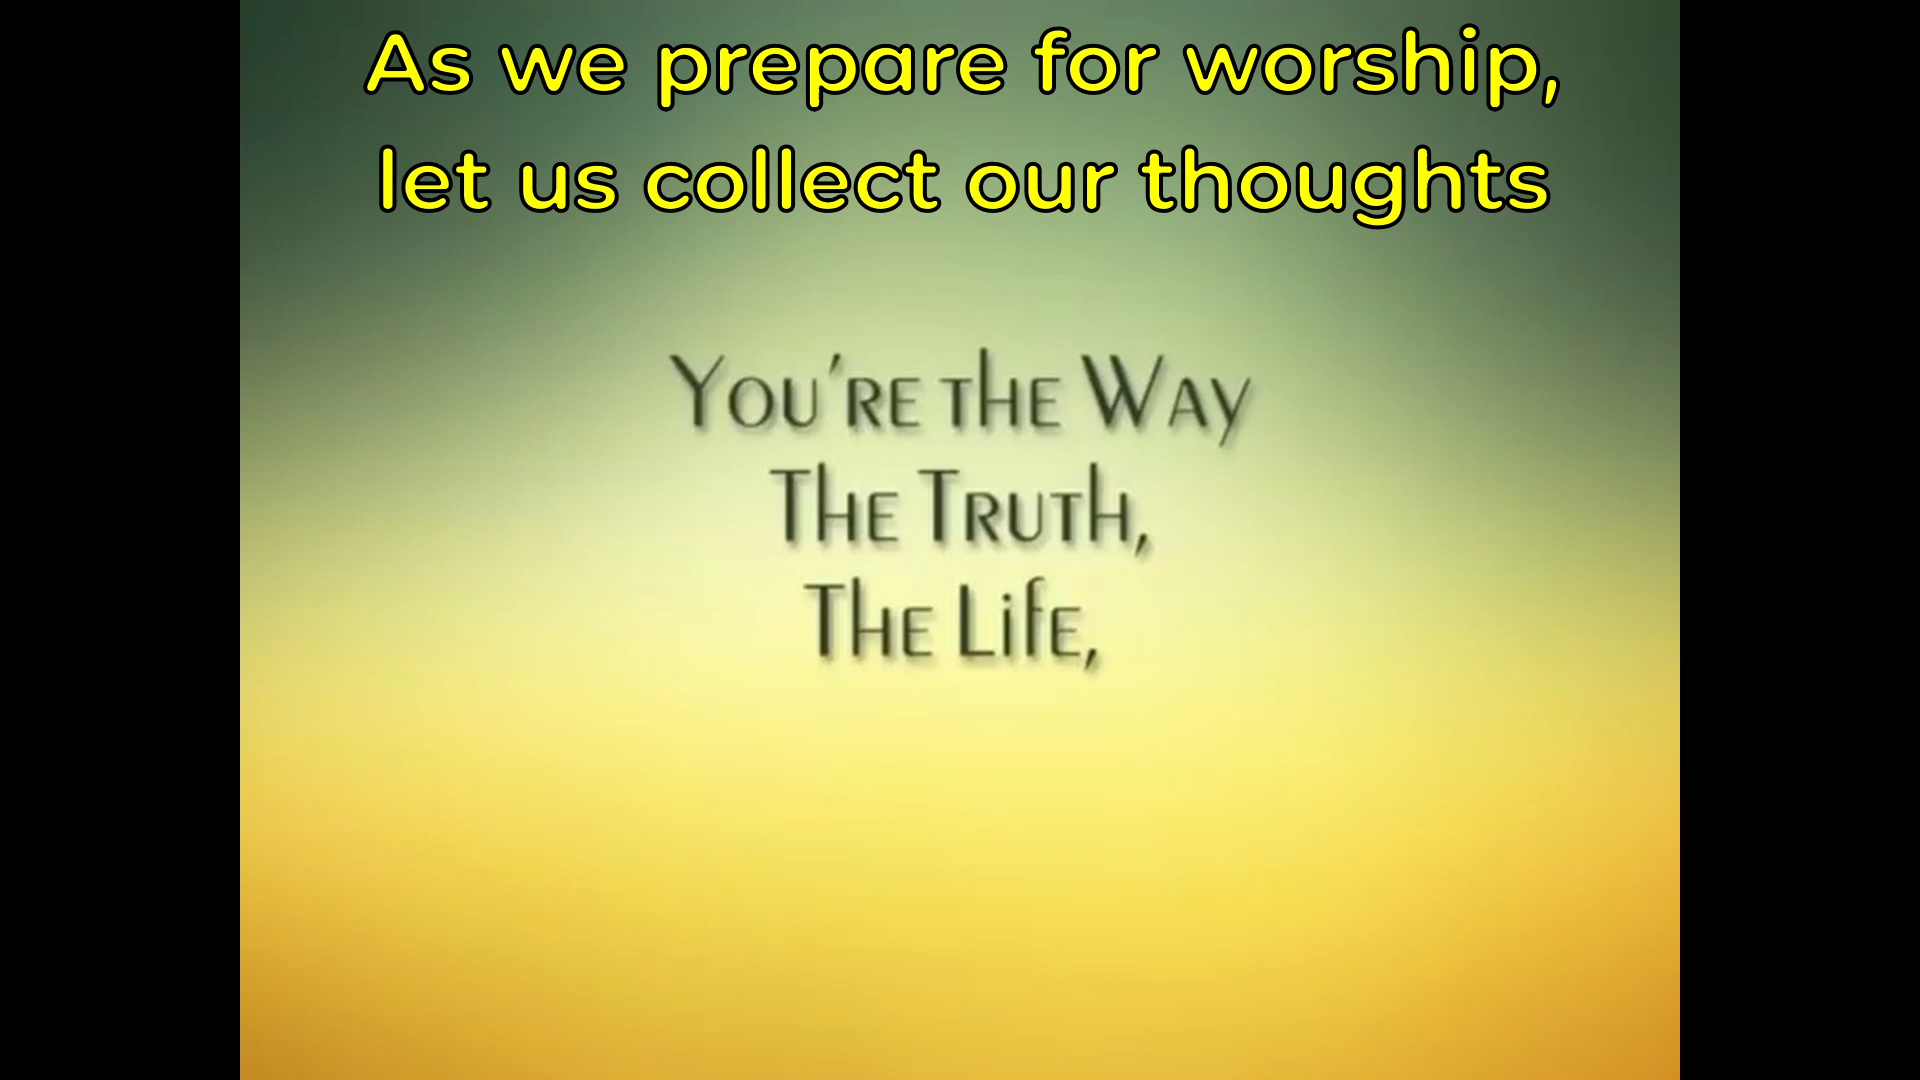 As we prepare for worship,
let us collect our thoughts
You're the Way
The Truth,
The Life,